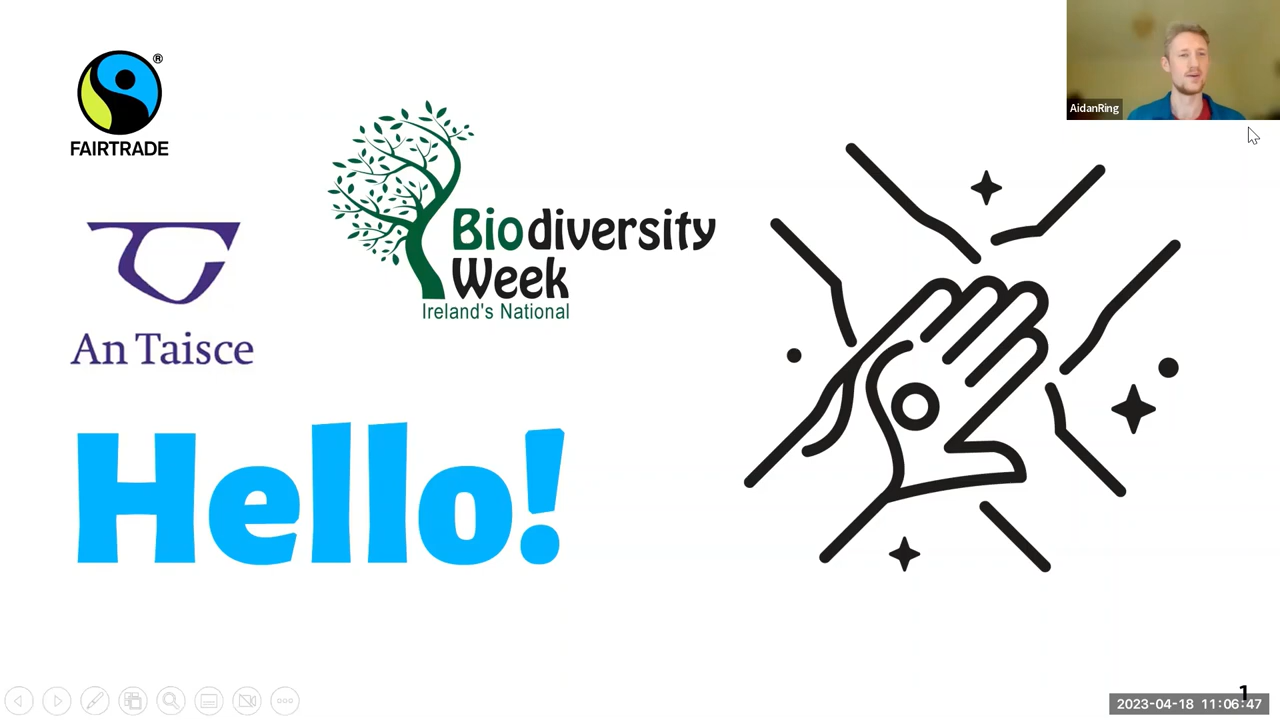 FAIRTRADE
®
An Taisce
Biodiversity
Week
Ireland's National
Hello!
AidanRing
1
2023-04-18 11:06:47